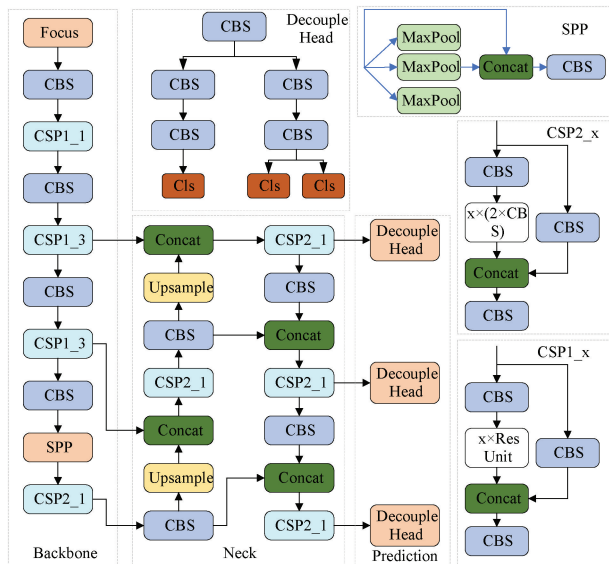 Focus
CBS
CSP1_1
CBS
CSP1_3
CBS
CSP1_3
CBS
SPP
CSP2_1
Backbone
Decouple
Head
CBS
CBS
CBS
CBS
CBS
Cls
Cls
Cls
Concat
Upsample
CBS
CSP2_1
Concat
Upsample
CBS
CSP2_1
CBS
Concat
CSP2_1
CBS
Concat
CSP2_1
Neck
Decouple
Head
Decouple
Head
Decouple
Head
Prediction
SPP
MaxPool
MaxPool
MaxPool
Concat
CBS
CSP2_x
CBS
x×(2×CB
S)
CBS
Concat
CBS
CSP1_x
CBS
x×Res
Unit
CBS
Concat
CBS